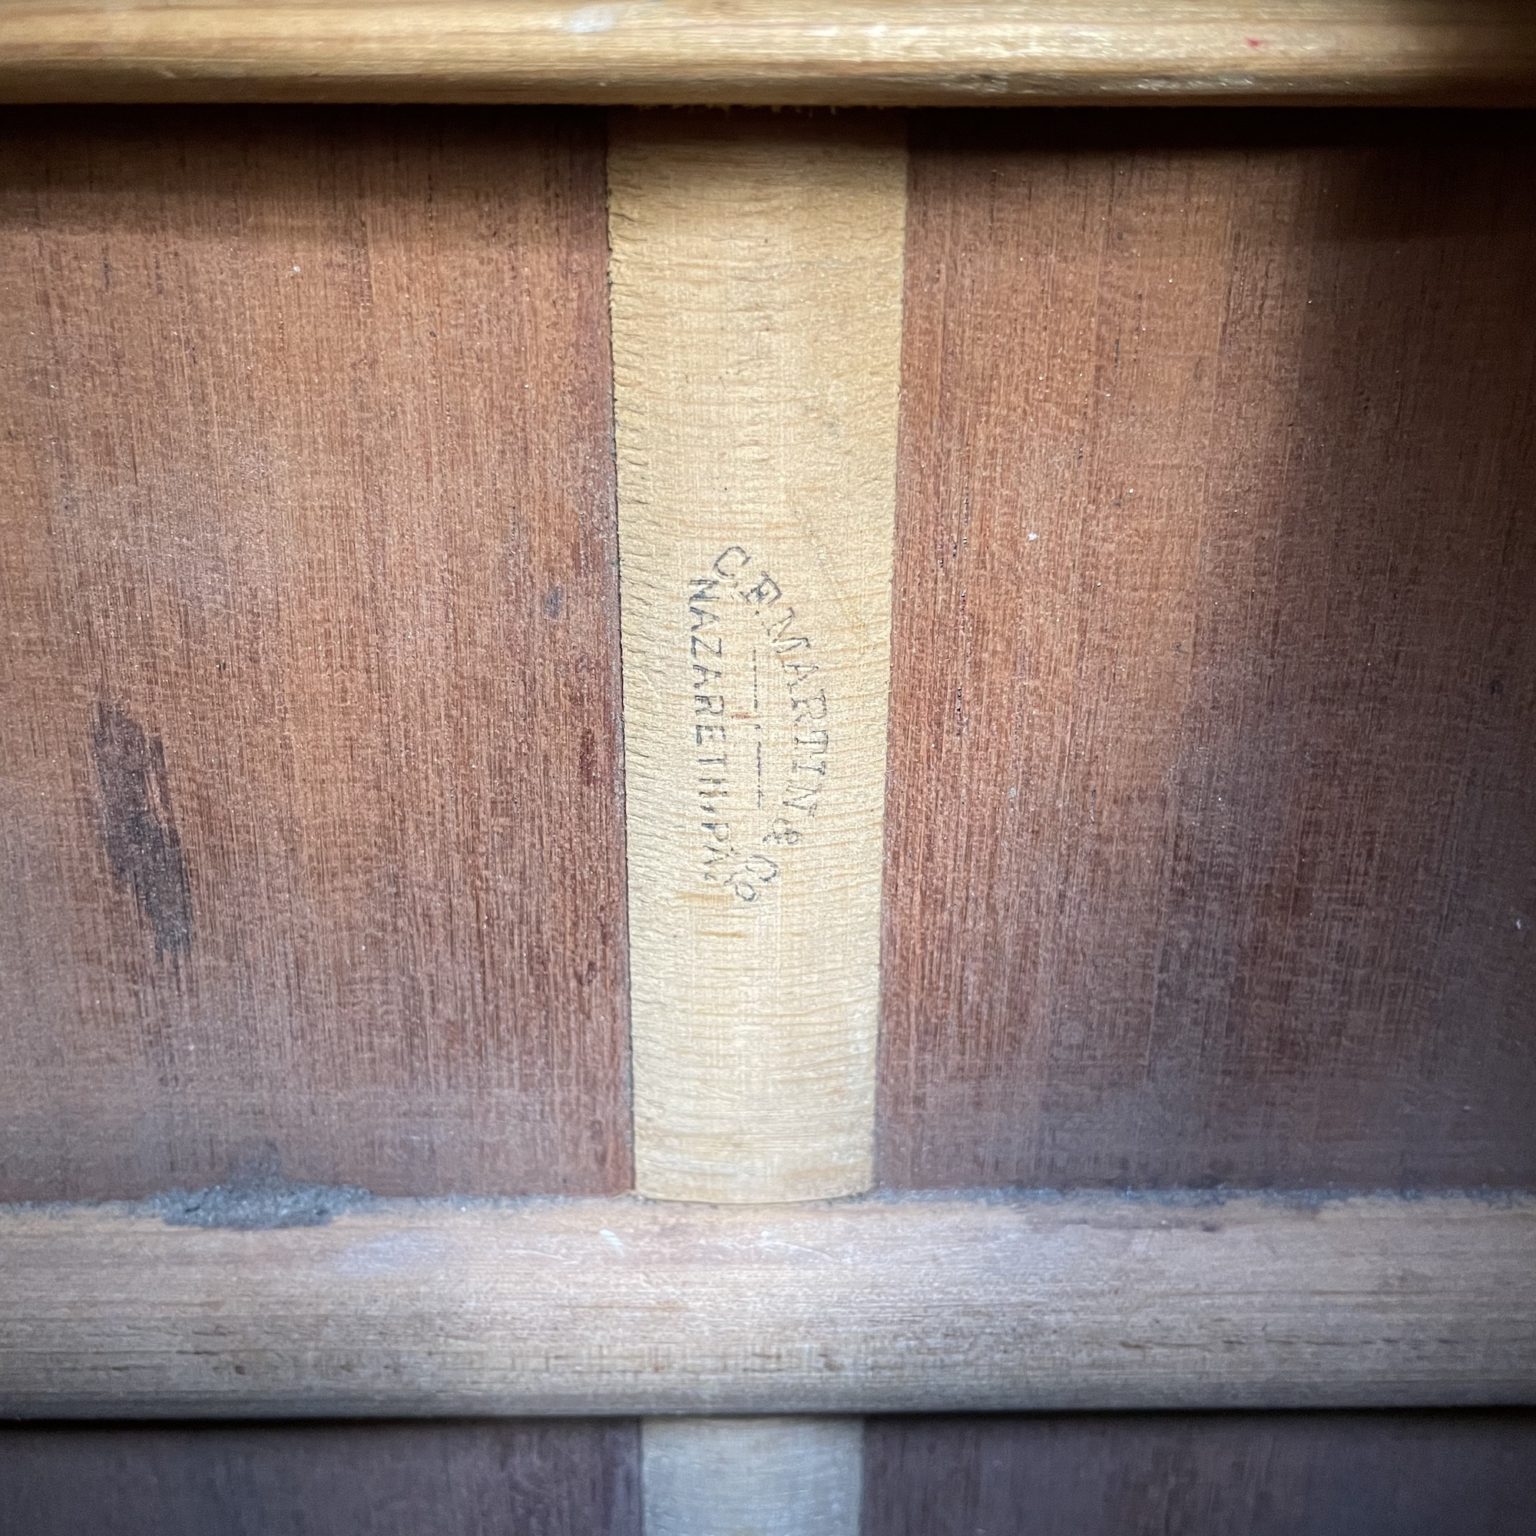 C. F. MARTIN & Co
NAZARETH, PA.